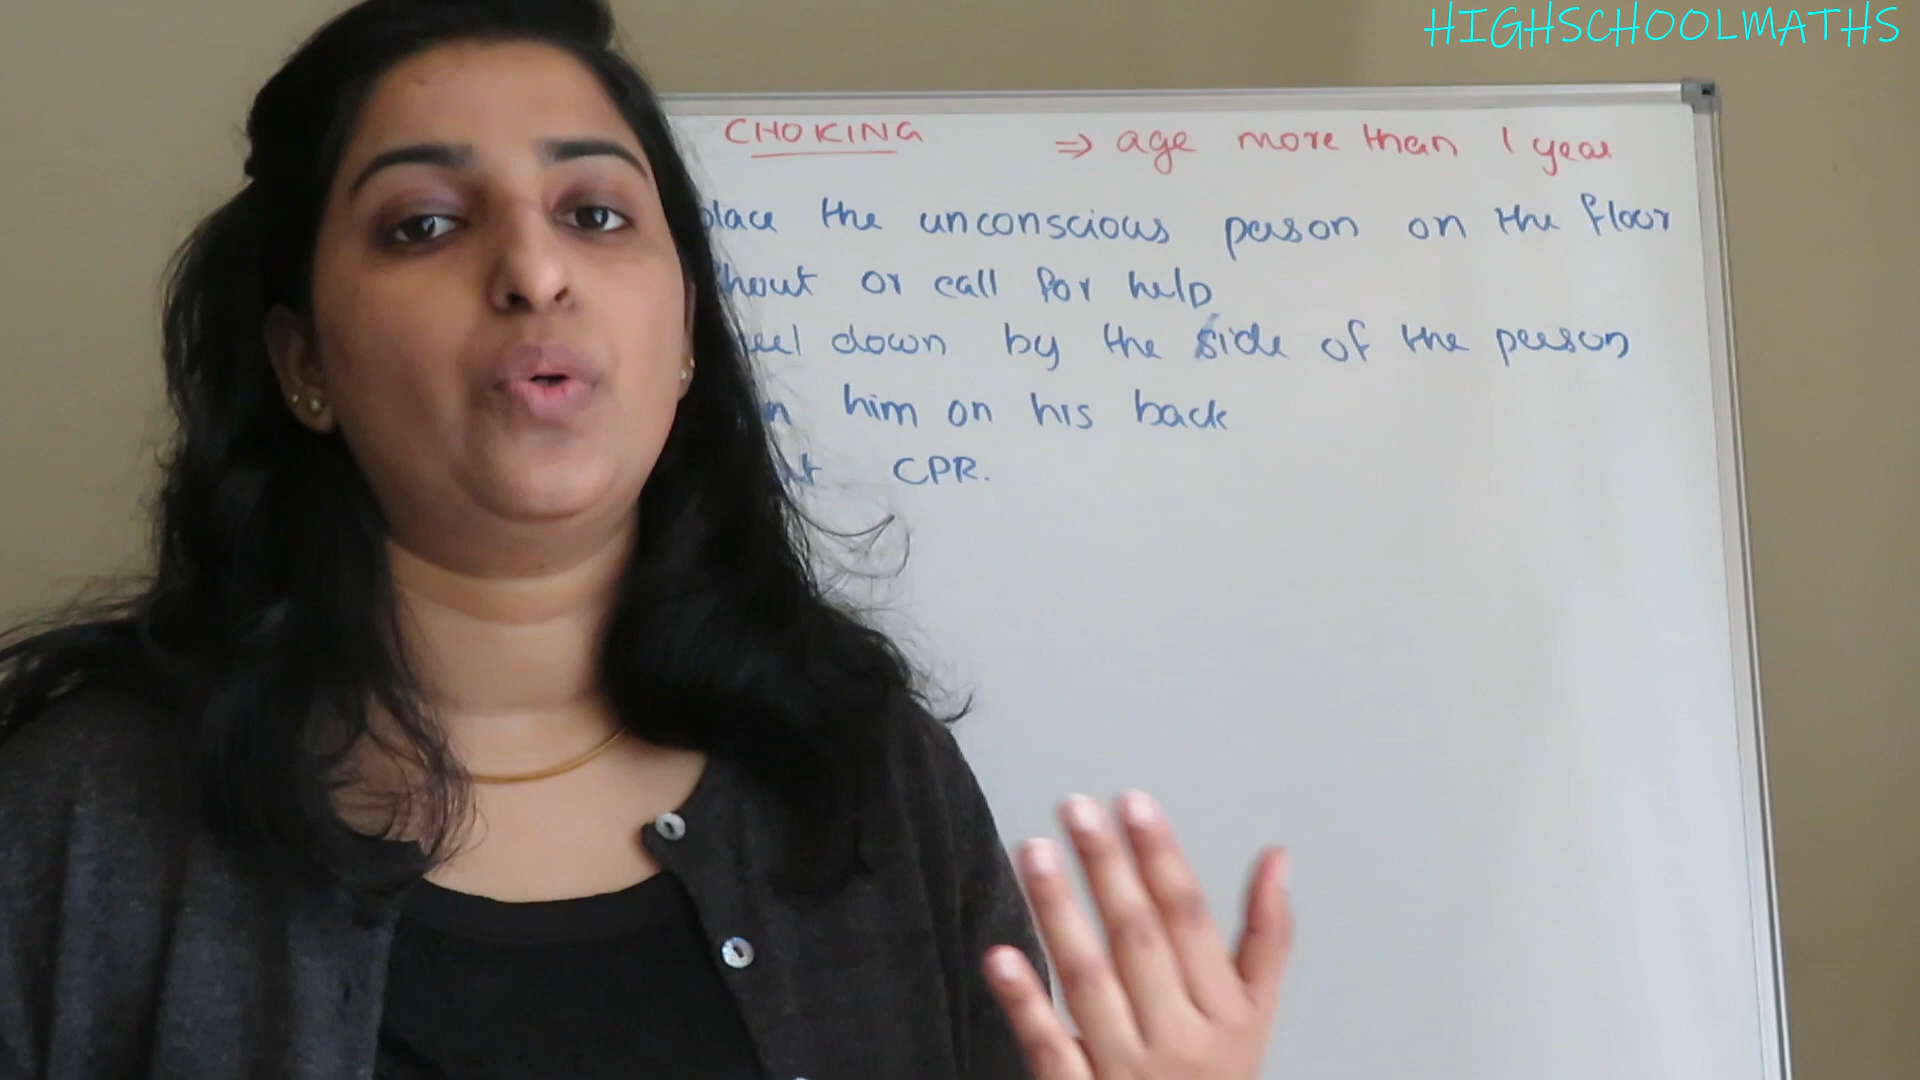 HIGHSCHOOLMATHS
CHOKING ⇒ age more than 1 year
place the unconscious person on the floor
shout or call for help
down by the side of the person
him on his back
CPR.